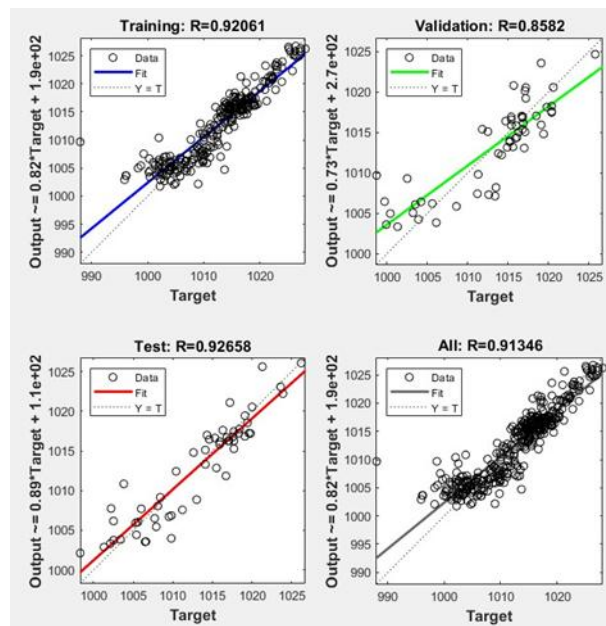 Training: R=0.92061
Output ~= 0.82*Target + 1.9e+02
1025
1020
1015
1010
1005
1000
995
990
Data
Fit
Y = T
990
1000
1010
1020
Target
Validation: R=0.8582
Output ~= 0.73*Target + 2.7e+02
1025
1020
1015
1010
1005
1000
Data
Fit
Y = T
1000
1005
1010
1015
1020
1025
Target
Test: R=0.92658
Output ~= 0.89*Target + 1.1e+02
1025
1020
1015
1010
1005
1000
Data
Fit
Y = T
1000
1005
1010
1015
1020
1025
Target
All: R=0.91346
Output ~= 0.82*Target + 1.9e+02
1025
1020
1015
1010
1005
1000
995
990
Data
Fit
Y = T
990
1000
1010
1020
Target